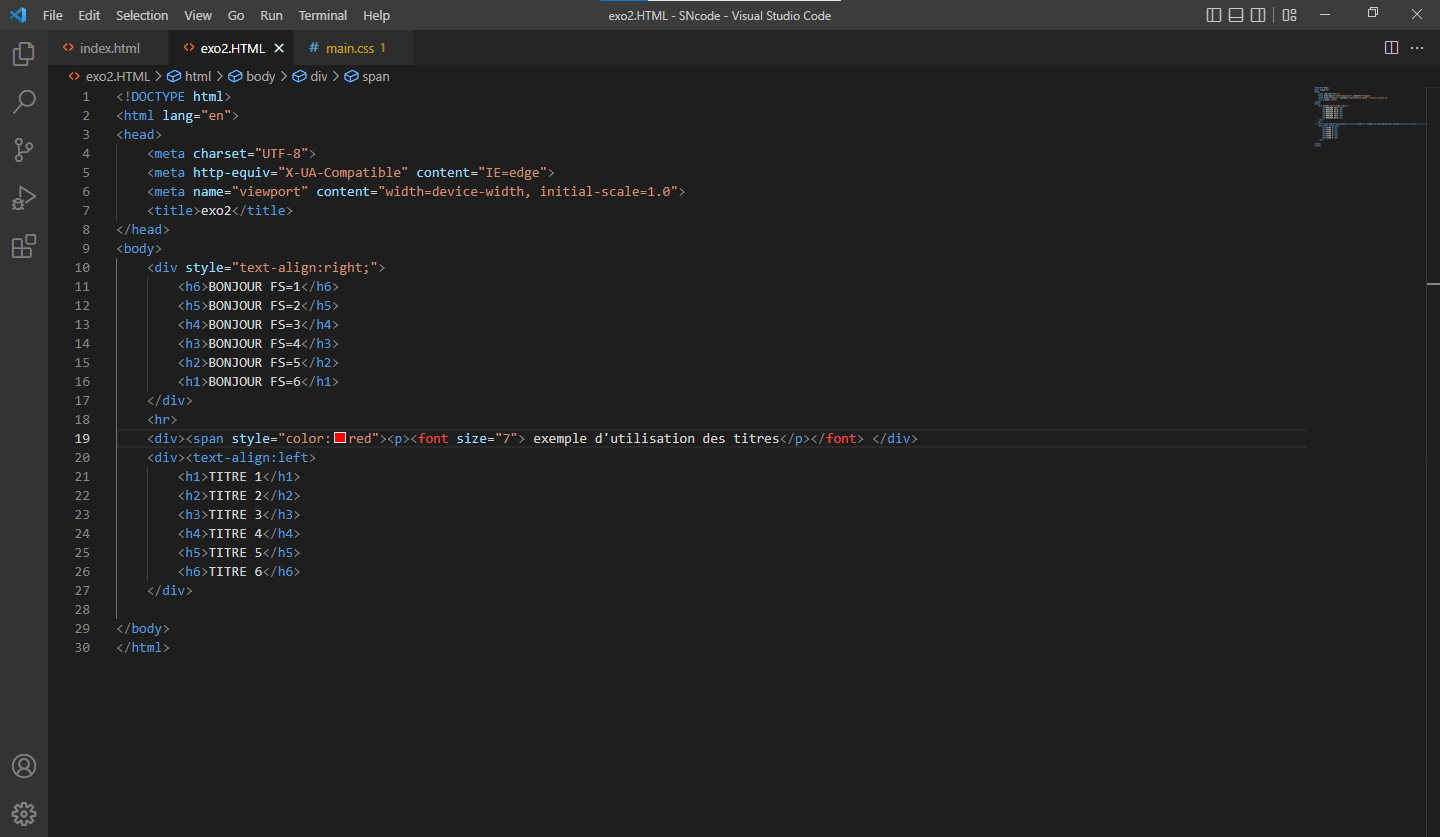 File Edit Selection View Go Run Terminal Help exo2.HTML - SNcode - Visual Studio Code
<> index.html <> exo2.HTML × # main.css 1
<> exo2.HTML > html > body > div > span
1 <!DOCTYPE html>
2 <html lang="en">
3 <head>
4     <meta charset="UTF-8">
5     <meta http-equiv="X-UA-Compatible" content="IE=edge">
6     <meta name="viewport" content="width=device-width, initial-scale=1.0">
7     <title>exo2</title>
8 </head>
9 <body>
10     <div style="text-align:right;">
11         <h6>BONJOUR FS=1</h6>
12         <h5>BONJOUR FS=2</h5>
13         <h4>BONJOUR FS=3</h4>
14         <h3>BONJOUR FS=4</h3>
15         <h2>BONJOUR FS=5</h2>
16         <h1>BONJOUR FS=6</h1>
17     </div>
18     <hr>
19     <div><span style="color:red"><p><font size="7"> exemple d'utilisation des titres</p></font> </div>
20     <div><text-align:left>
21         <h1>TITRE 1</h1>
22         <h2>TITRE 2</h2>
23         <h3>TITRE 3</h3>
24         <h4>TITRE 4</h4>
25         <h5>TITRE 5</h5>
26         <h6>TITRE 6</h6>
27     </div>
28
29 </body>
30 </html>